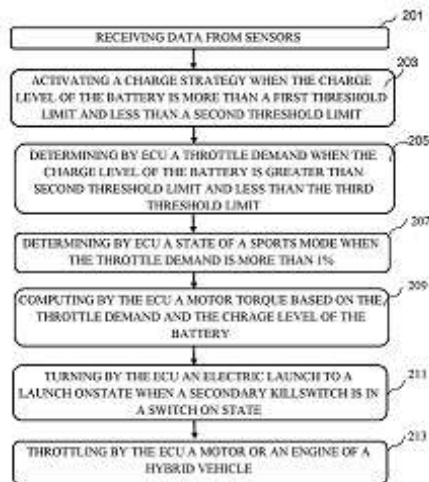 201
RECEIVING DATA FROM SENSORS
203
ACTIVATING A CHARGE STRATEGY WHEN THE CHARGE
LEVEL OF THE BATTERY IS MORE THAN A FIRST THRESHOLD
LIMIT AND LESS THAN A SECOND THRESHOLD LIMIT
205
DETERMINING BY ECU A THROTTLE DEMAND WHEN THE
CHARGE LEVEL OF THE BATTERY IS GREATER THAN
SECOND THRESHOLD LIMIT AND LESS THAN THE THIRD
THRESHOLD LIMIT
207
DETERMINING BY ECU A STATE OF A SPORTS MODE WHEN
THE THROTTLE DEMAND IS MORE THAN 1%
209
COMPUTING BY THE ECU A MOTOR TORQUE BASED ON THE
THROTTLE DEMAND AND THE CHRAGE LEVEL OF THE
BATTERY
211
TURNING BY THE ECU AN ELECTRIC LAUNCH TO A
LAUNCH ONSTATE WHEN A SECONDARY KILLSWITCH IS IN
A SWITCH ON STATE
213
THROTTLING BY THE ECU A MOTOR OR AN ENGINE OF A
HYBRID VEHICLE